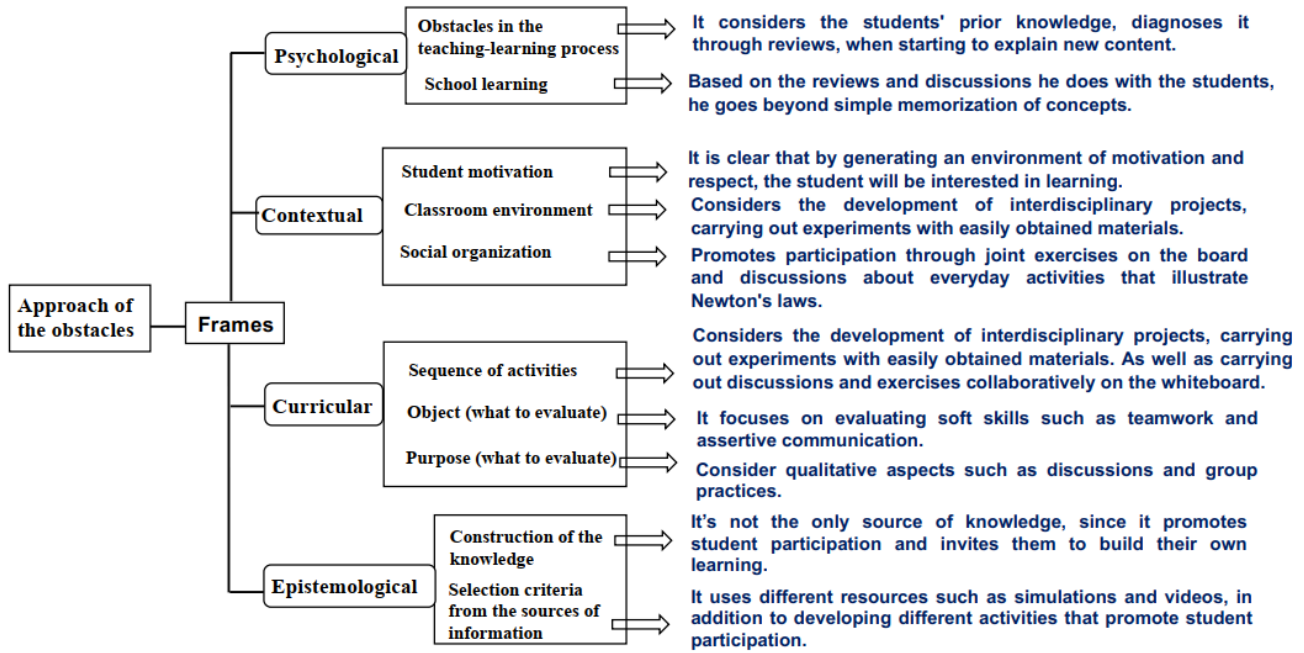 Approach of
the obstacles
Frames
Psychological
Obstacles in the
teaching-learning process
It considers the students' prior knowledge, diagnoses it
through reviews, when starting to explain new content.
School learning
Based on the reviews and discussions he does with the students,
he goes beyond simple memorization of concepts.
Contextual
Student motivation
It is clear that by generating an environment of motivation and
respect, the student will be interested in learning.
Classroom environment
Considers the development of interdisciplinary projects,
carrying out experiments with easily obtained materials.
Social organization
Promotes participation through joint exercises on the board
and discussions about everyday activities that illustrate
Newton's laws.
Curricular
Sequence of activities
Considers the development of interdisciplinary projects, carrying
out experiments with easily obtained materials. As well as carrying
out discussions and exercises collaboratively on the whiteboard.
Object (what to evaluate)
It focuses on evaluating soft skills such as teamwork and
assertive communication.
Purpose (what to evaluate)
Consider qualitative aspects such as discussions and group
practices.
Epistemological
Construction of the
knowledge
It’s not the only source of knowledge, since it promotes
student participation and invites them to build their own
learning.
Selection criteria
from the sources of
information
It uses different resources such as simulations and videos, in
addition to developing different activities that promote student
participation.